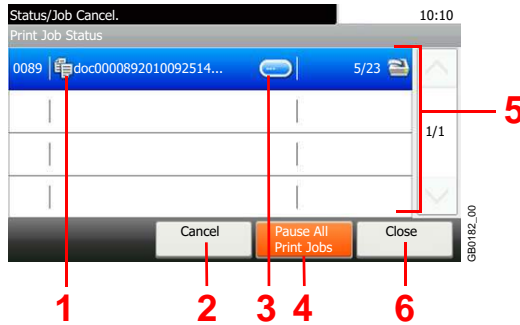 Status/Job Cancel.
10:10
Print Job Status
0089
doc0000892010092514...
5/23
1/1
5
Cancel
Pause All
Print Jobs
Close
GB0182_00
1
2
3
4
6